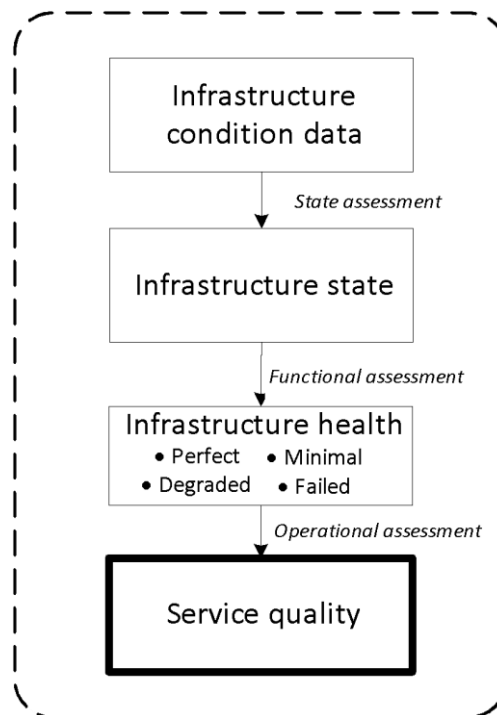 Infrastructure
condition data
State assessment
Infrastructure state
Functional assessment
Infrastructure health
• Perfect • Minimal
• Degraded • Failed
Operational assessment
Service quality